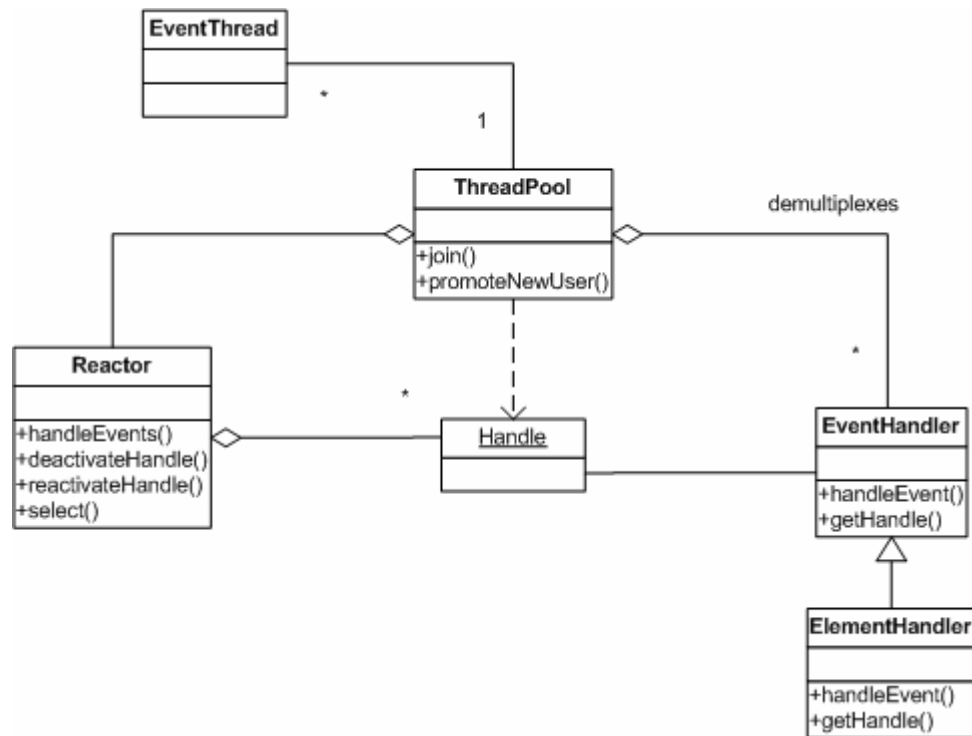 EventThread
*
1
ThreadPool
+join()
+promoteNewUser()
demultiplexes
*
Reactor
+handleEvents()
+deactivateHandle()
+reactivateHandle()
+select()
*
Handle
EventHandler
+handleEvent()
+getHandle()
ElementHandler
+handleEvent()
+getHandle()